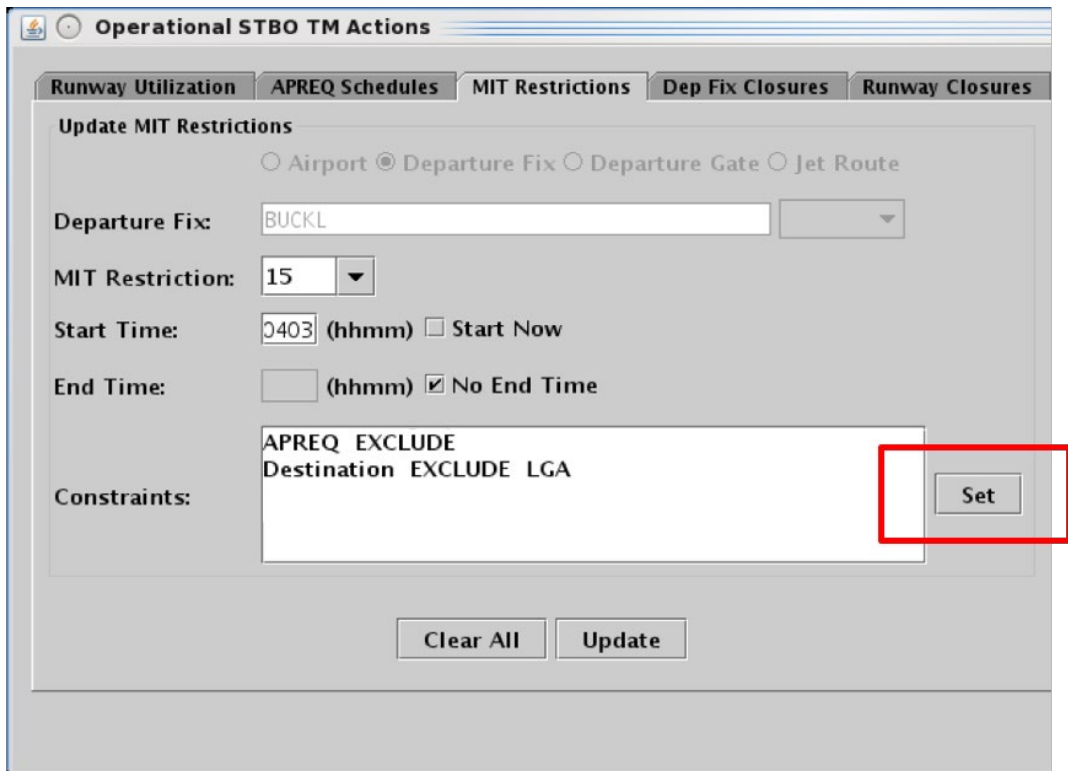 Operational STBO TM Actions
Runway Utilization APREQ Schedules MIT Restrictions Dep Fix Closures Runway Closures
Update MIT Restrictions
Airport Departure Fix Departure Gate Jet Route
Departure Fix: BUCKL
MIT Restriction: 15
Start Time: 0403 (hhmm) Start Now
End Time: (hhmm) No End Time
APREQ EXCLUDE
Destination EXCLUDE LGA
Constraints: Set
Clear All Update